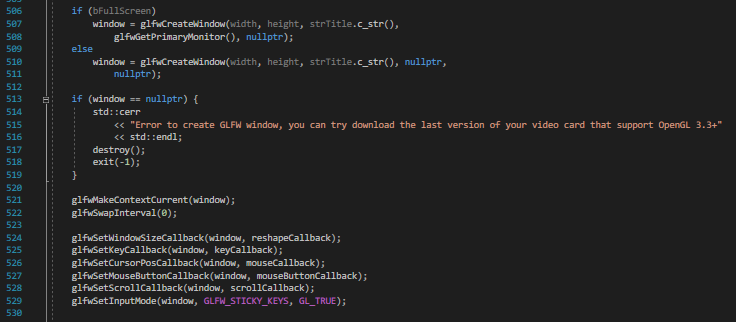 506 if (bFullScreen)
507 window = glfwCreateWindow(width, height, strTitle.c_str(),
508 glfwGetPrimaryMonitor(), nullptr);
509 else
510 window = glfwCreateWindow(width, height, strTitle.c_str(), nullptr,
511 nullptr);
512
513 if (window == nullptr) {
514 std::cerr
515 << "Error to create GLFW window, you can try download the last version of your video card that support OpenGL 3.3+"
516 << std::endl;
517 destroy();
518 exit(-1);
519 }
520
521 glfwMakeContextCurrent(window);
522 glfwSwapInterval(0);
523
524 glfwSetWindowSizeCallback(window, reshapeCallback);
525 glfwSetKeyCallback(window, keyCallback);
526 glfwSetCursorPosCallback(window, mouseCallback);
527 glfwSetMouseButtonCallback(window, mouseButtonCallback);
528 glfwSetScrollCallback(window, scrollCallback);
529 glfwSetInputMode(window, GLFW_STICKY_KEYS, GL_TRUE);
530